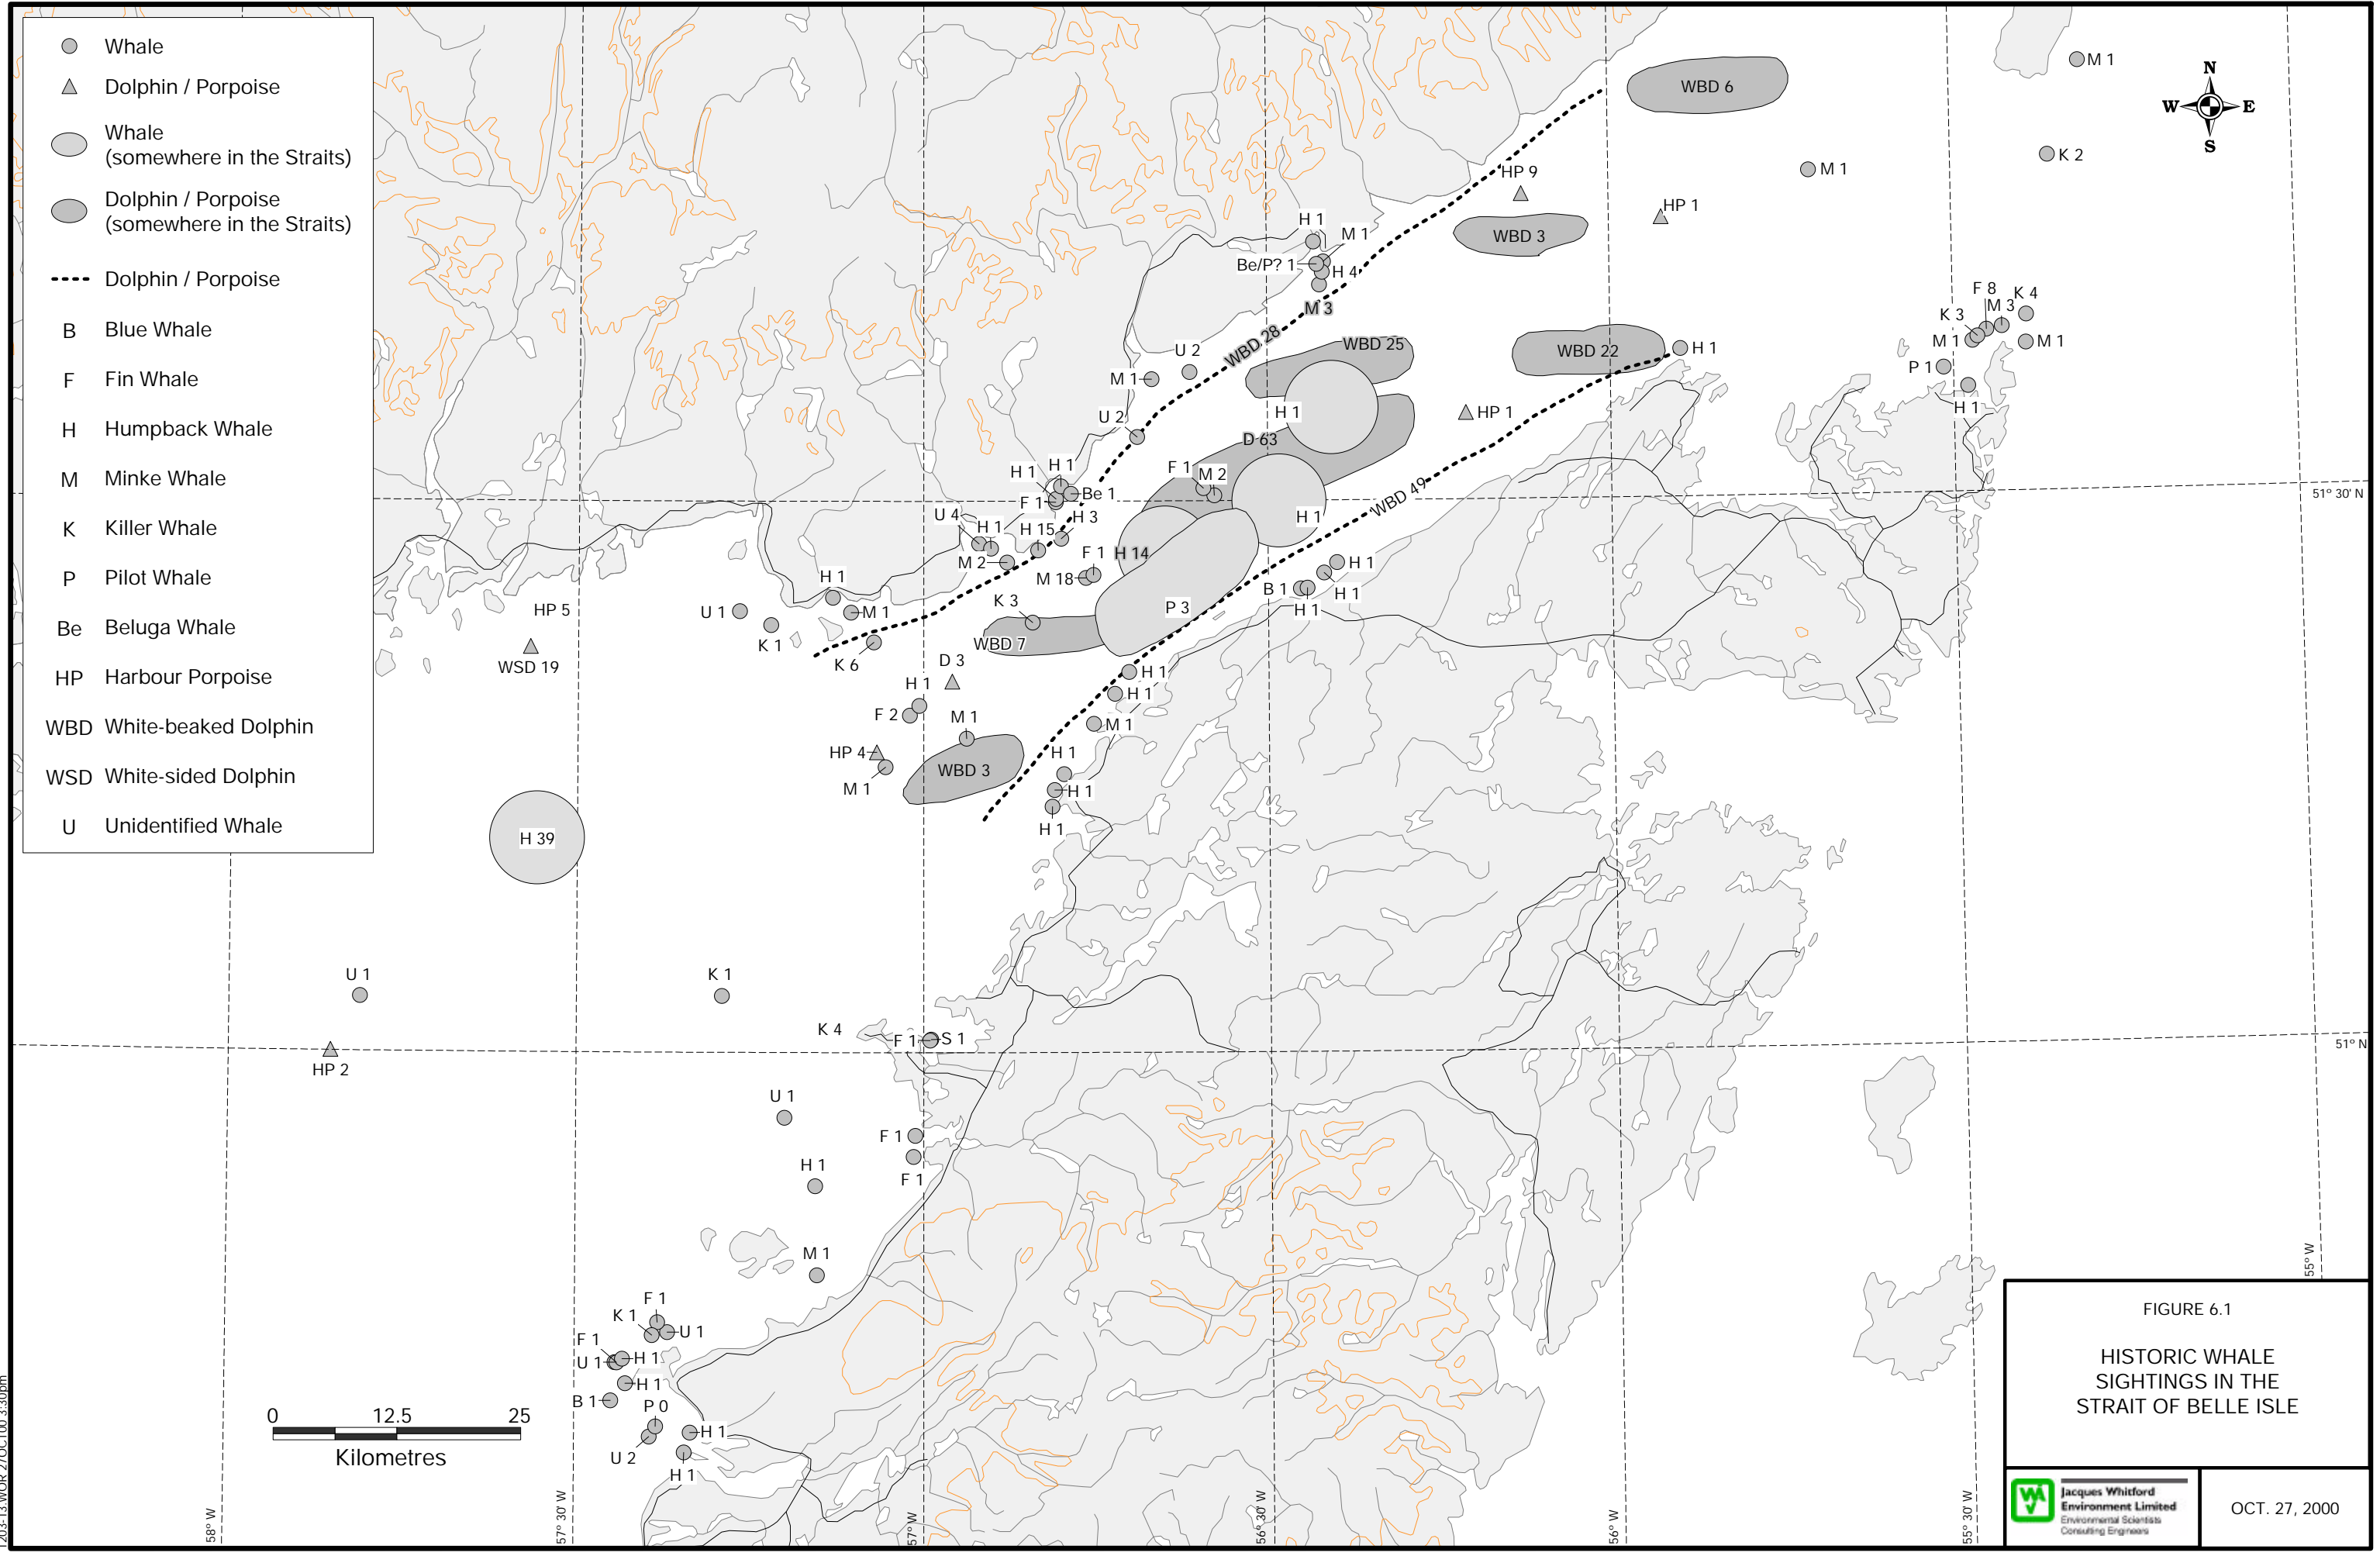 Whale
Dolphin / Porpoise
Whale
(somewhere in the Straits)
Dolphin / Porpoise
(somewhere in the Straits)
Dolphin / Porpoise
B Blue Whale
F Fin Whale
H Humpback Whale
M Minke Whale
K Killer Whale
P Pilot Whale
Be Beluga Whale
HP Harbour Porpoise
WBD White-beaked Dolphin
WSD White-sided Dolphin
U Unidentified Whale
N
W E
S
M 1
WBD 6
K 2
M 1
HP 9
HP 1
H 1
M 1
WBD 3
Be/P? 1
H 4
M 3
F 8
K 4
M 3
K 3
M 1
M 1
P 1
H 1
WBD 28
WBD 25
WBD 22
H 1
U 2
M 1
H 1
HP 1
U 2
D 63
F 1
M 2
H 1
H 1
Be 1
F 1
WBD 49
51° 30' N
U 4
H 1
H 15
H 3
H 1
M 2
F 1
H 14
M 18
H 1
B 1
H 1
H 1
H 1
M 1
K 3
P 3
HP 5
U 1
K 1
WBD 7
WSD 19
K 6
D 3
H 1
H 1
H 1
F 2
M 1
M 1
HP 4
H 1
WBD 3
M 1
H 1
H 1
H 39
U 1
K 1
K 4
F 1
S 1
51° N
HP 2
U 1
F 1
H 1
F 1
M 1
F 1
K 1
U 1
F 1
U 1
H 1
H 1
B 1
P 0
H 1
U 2
H 1
0 12.5 25
Kilometres
58° W
57° 30' W
57° W
56° 30' W
56° W
55° 30' W
55° W
1203-13.WOR 27OCT00 3:30pm
FIGURE 6.1
HISTORIC WHALE
SIGHTINGS IN THE
STRAIT OF BELLE ISLE
Jacques Whitford
Environment Limited
Environmental Scientists
Consulting Engineers
OCT. 27, 2000